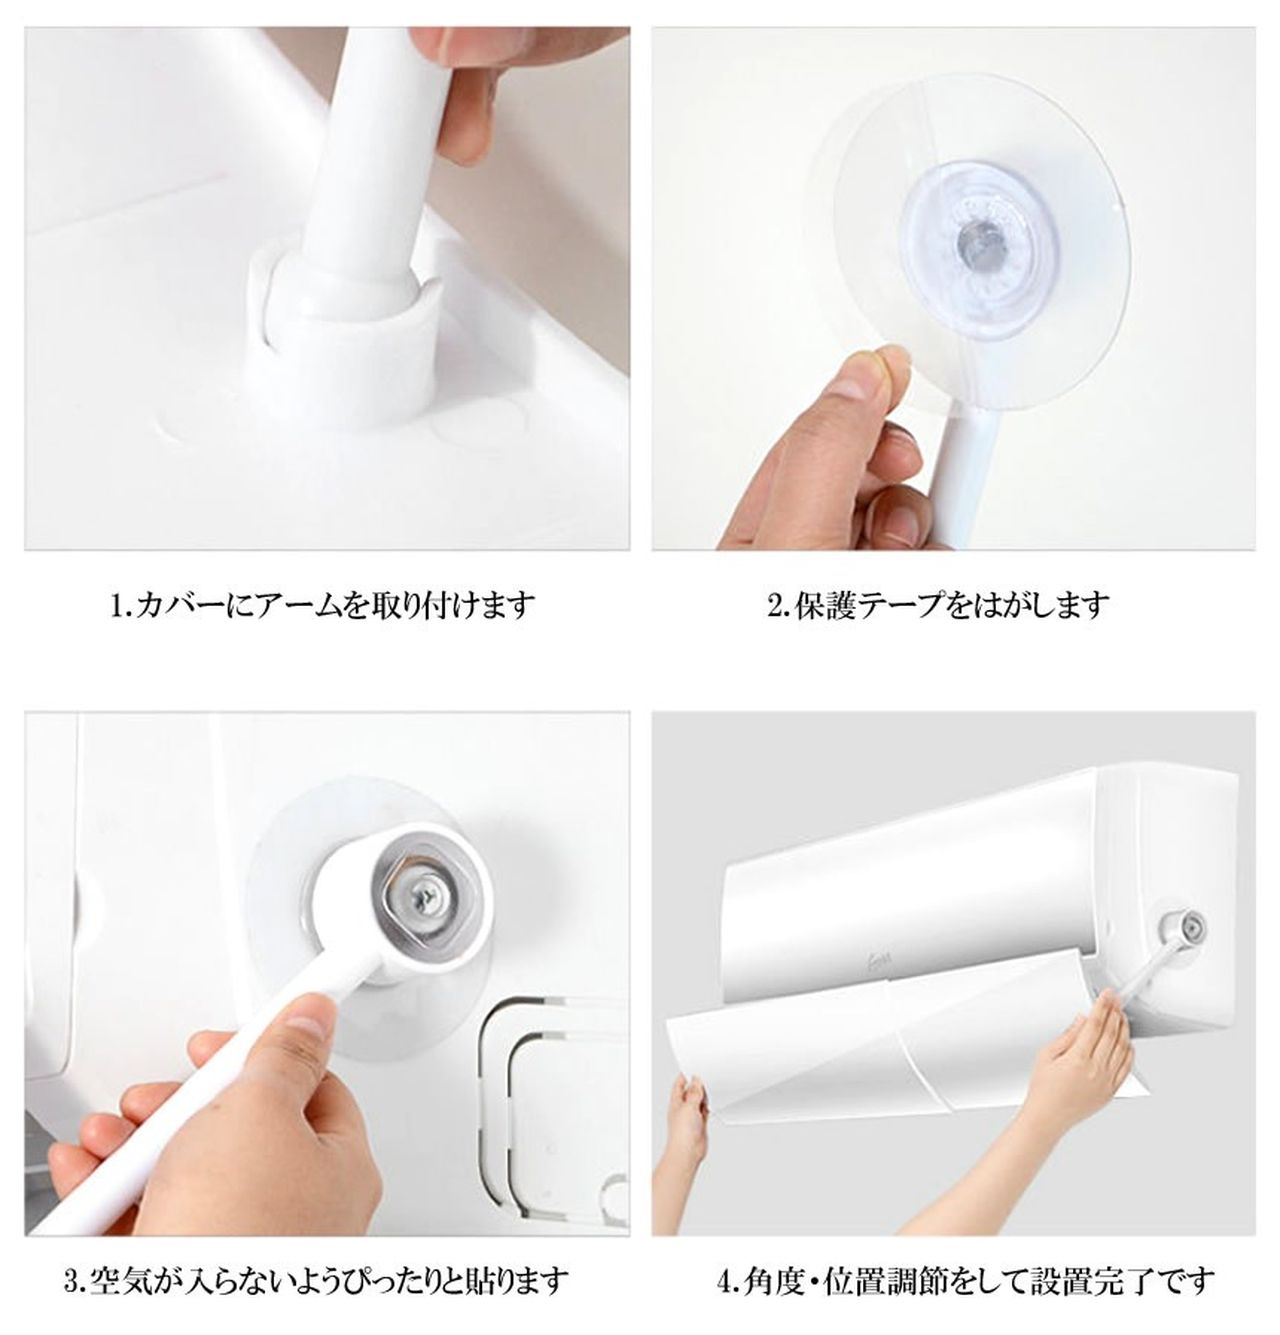 1.カバーにアームを取り付けます
2.保護テープをはがします
3.空気が入らないようぴったりと貼ります
4.角度・位置調節をして設置完了です